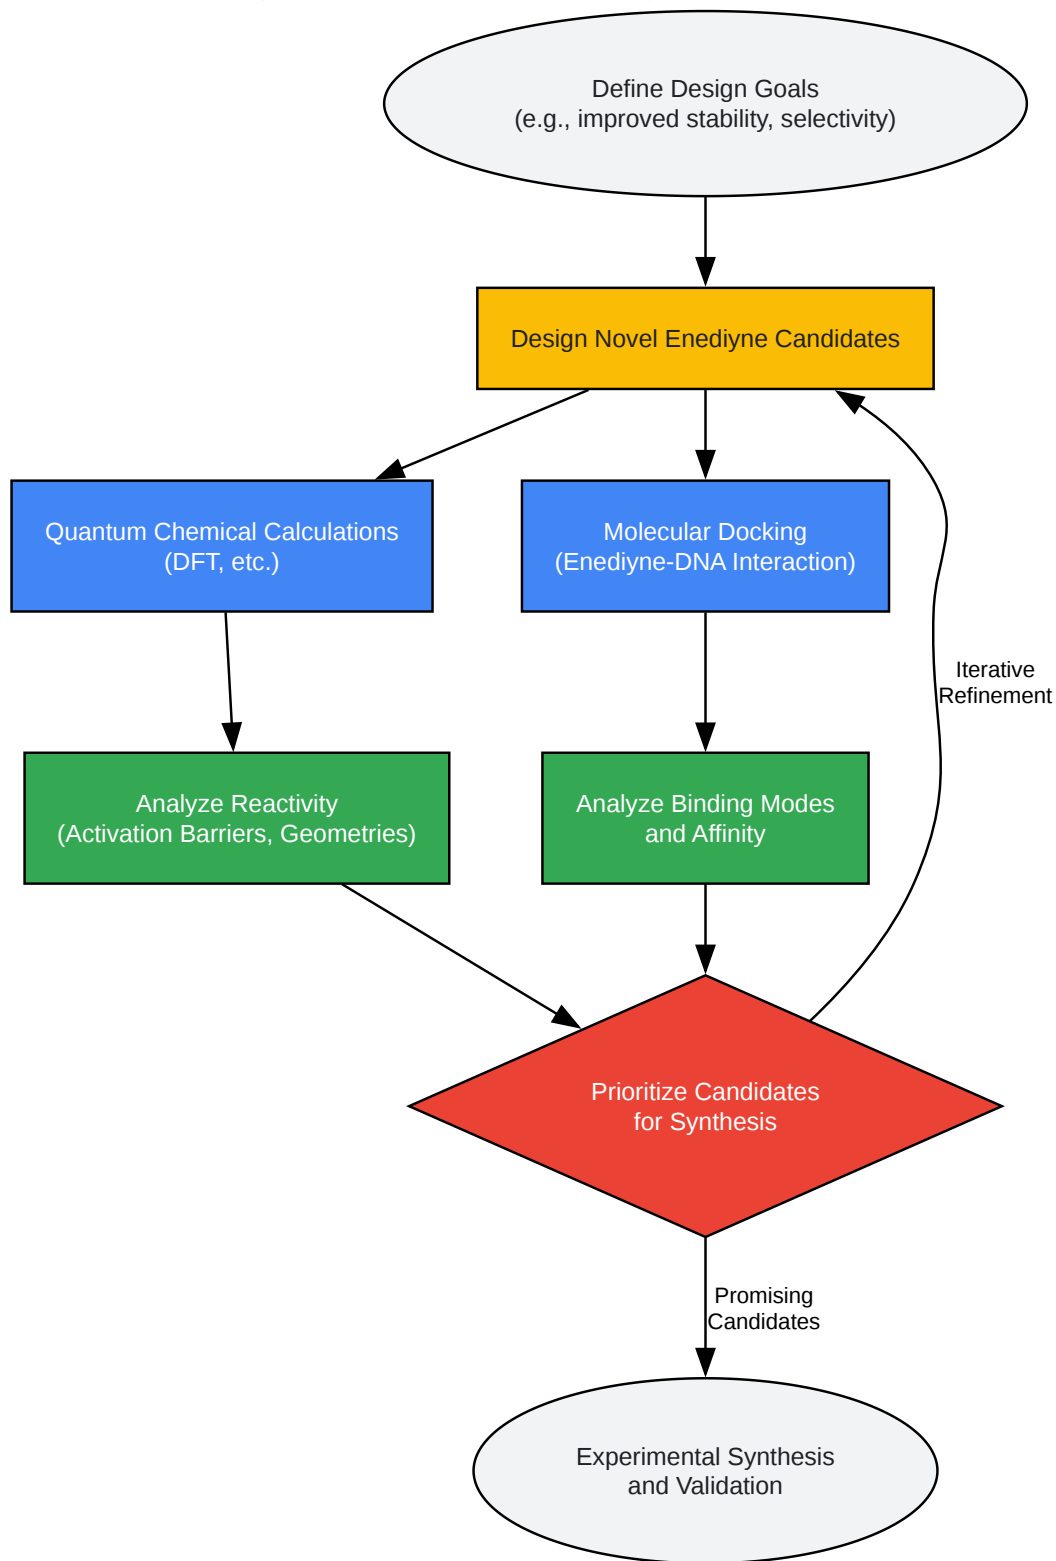 Define Design Goals
(e.g., improved stability, selectivity)
Design Novel Enediyne Candidates
Quantum Chemical Calculations
(DFT, etc.)
Molecular Docking
(Enediyne-DNA Interaction)
Iterative
Refinement
Analyze Reactivity
(Activation Barriers, Geometries)
Analyze Binding Modes
and Affinity
Prioritize Candidates
for Synthesis
Promising
Candidates
Experimental Synthesis
and Validation